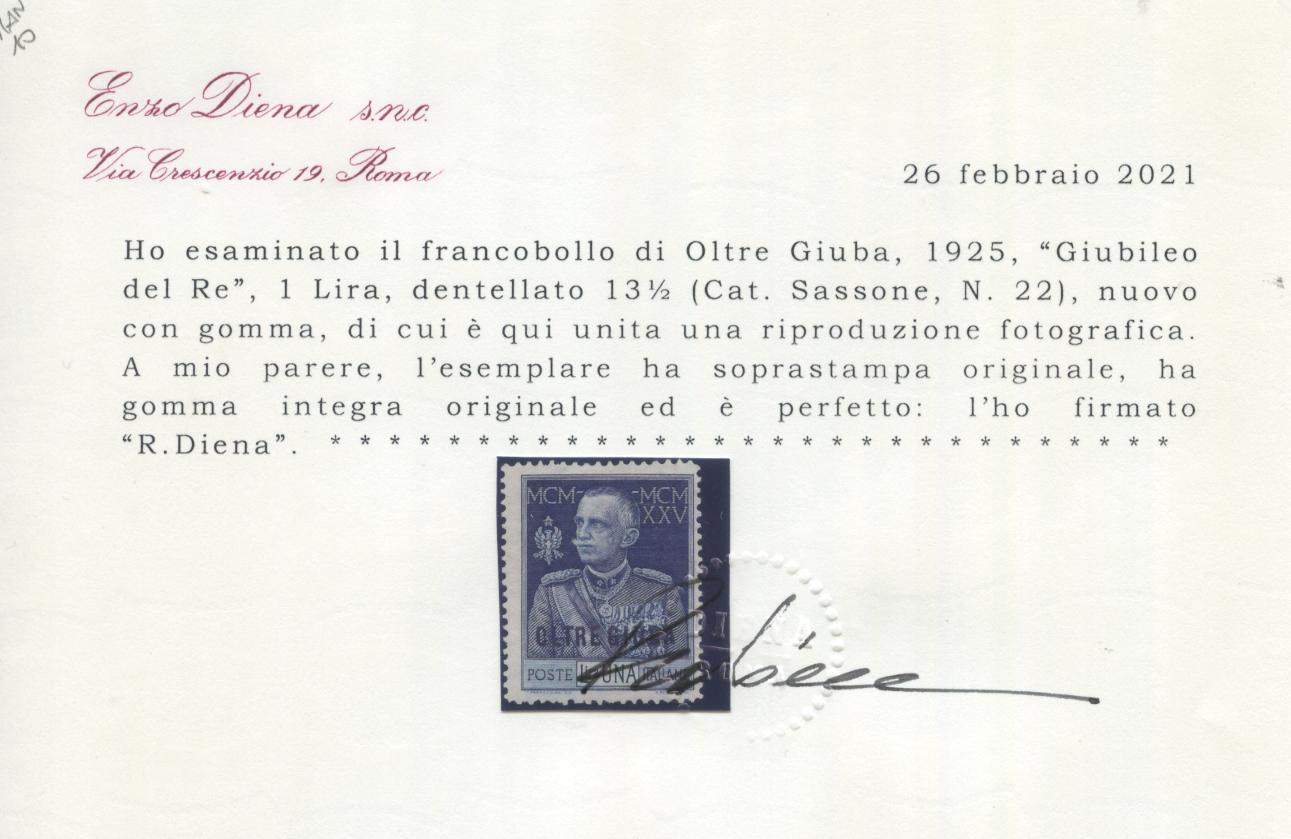 Enzo Diena s.n.c.
Via Crescenzio 19, Roma
26 febbraio 2021
Ho esaminato il francobollo di Oltre Giuba, 1925, “Giubileo
del Re”, 1 Lira, dentellato 13½ (Cat. Sassone, N. 22), nuovo
con gomma, di cui è qui unita una riproduzione fotografica.
A mio parere, l’esemplare ha soprastampa originale, ha
gomma integra originale ed è perfetto: l’ho firmato
“R.Diena”. * * * * * * * * * * * * * * * * * * * * * * * * * * * * *
MCM- -MCM
XXV
OLTRE GIUBA
POSTE UNA ITALIANE